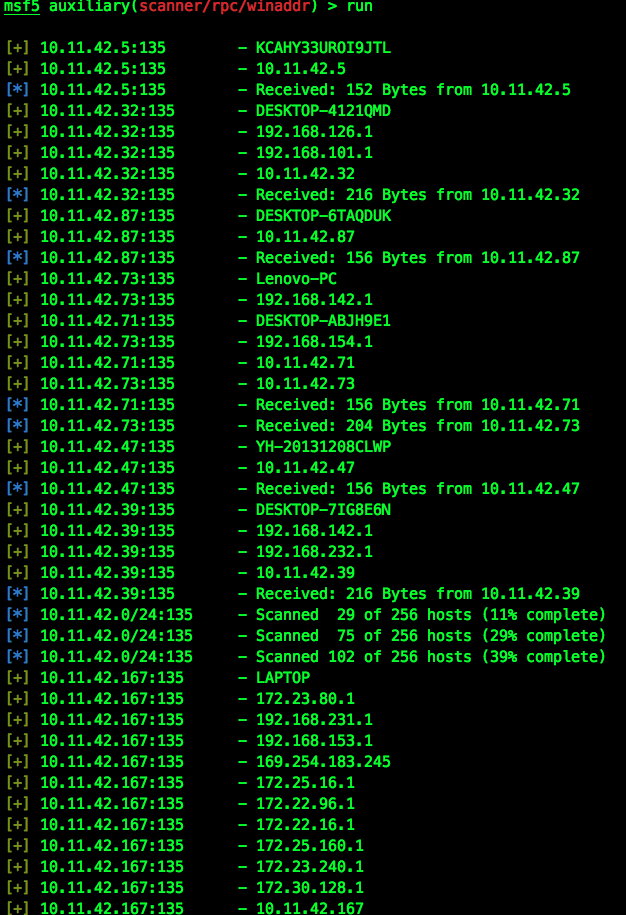 msf5 auxiliary(scanner/rpc/winaddr) > run
[+] 10.11.42.5:135 - KCAHY33UROI9JTL
[+] 10.11.42.5:135 - 10.11.42.5
[*] 10.11.42.5:135 - Received: 152 Bytes from 10.11.42.5
[+] 10.11.42.32:135 - DESKTOP-4121QMD
[+] 10.11.42.32:135 - 192.168.126.1
[+] 10.11.42.32:135 - 192.168.101.1
[+] 10.11.42.32:135 - 10.11.42.32
[*] 10.11.42.32:135 - Received: 216 Bytes from 10.11.42.32
[+] 10.11.42.87:135 - DESKTOP-6TAQDUK
[+] 10.11.42.87:135 - 10.11.42.87
[*] 10.11.42.87:135 - Received: 156 Bytes from 10.11.42.87
[+] 10.11.42.73:135 - Lenovo-PC
[+] 10.11.42.73:135 - 192.168.142.1
[+] 10.11.42.71:135 - DESKTOP-ABJH9E1
[+] 10.11.42.73:135 - 192.168.154.1
[+] 10.11.42.71:135 - 10.11.42.71
[+] 10.11.42.73:135 - 10.11.42.73
[*] 10.11.42.71:135 - Received: 156 Bytes from 10.11.42.71
[*] 10.11.42.73:135 - Received: 204 Bytes from 10.11.42.73
[+] 10.11.42.47:135 - YH-20131208CLWP
[+] 10.11.42.47:135 - 10.11.42.47
[*] 10.11.42.47:135 - Received: 156 Bytes from 10.11.42.47
[+] 10.11.42.39:135 - DESKTOP-7IG8E6N
[+] 10.11.42.39:135 - 192.168.142.1
[+] 10.11.42.39:135 - 192.168.232.1
[+] 10.11.42.39:135 - 10.11.42.39
[*] 10.11.42.39:135 - Received: 216 Bytes from 10.11.42.39
[*] 10.11.42.0/24:135 - Scanned  29 of 256 hosts (11% complete)
[*] 10.11.42.0/24:135 - Scanned  75 of 256 hosts (29% complete)
[*] 10.11.42.0/24:135 - Scanned 102 of 256 hosts (39% complete)
[+] 10.11.42.167:135 - LAPTOP
[+] 10.11.42.167:135 - 172.23.80.1
[+] 10.11.42.167:135 - 192.168.231.1
[+] 10.11.42.167:135 - 192.168.153.1
[+] 10.11.42.167:135 - 169.254.183.245
[+] 10.11.42.167:135 - 172.25.16.1
[+] 10.11.42.167:135 - 172.22.96.1
[+] 10.11.42.167:135 - 172.22.16.1
[+] 10.11.42.167:135 - 172.25.160.1
[+] 10.11.42.167:135 - 172.23.240.1
[+] 10.11.42.167:135 - 172.30.128.1
[+] 10.11.42.167:135 - 10.11.42.167